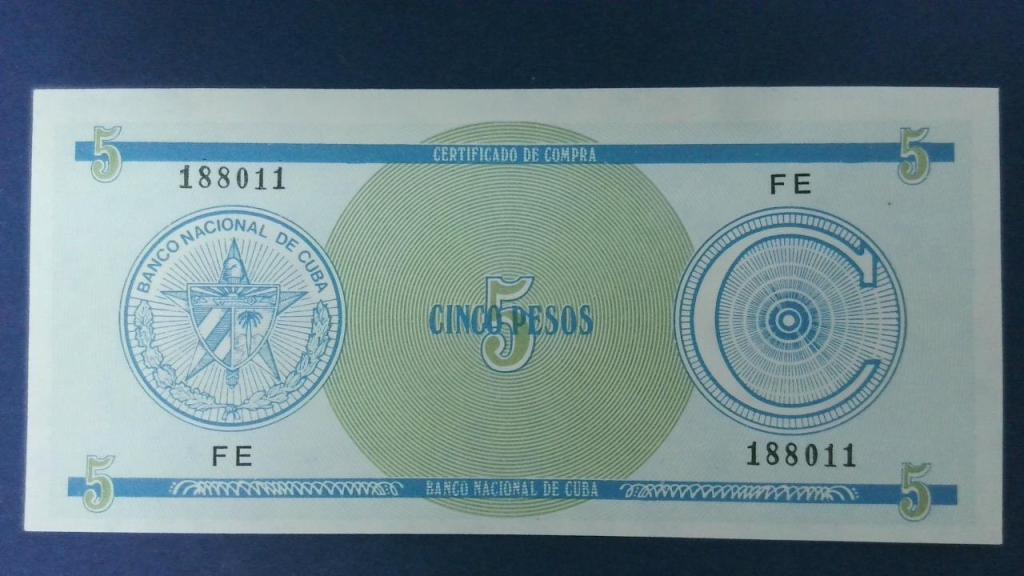 5 CERTIFICADO DE COMPRA 5
188011 FE
BANCO NACIONAL DE CUBA
C
5
CINCO PESOS
FE 188011
5 BANCO NACIONAL DE CUBA 5